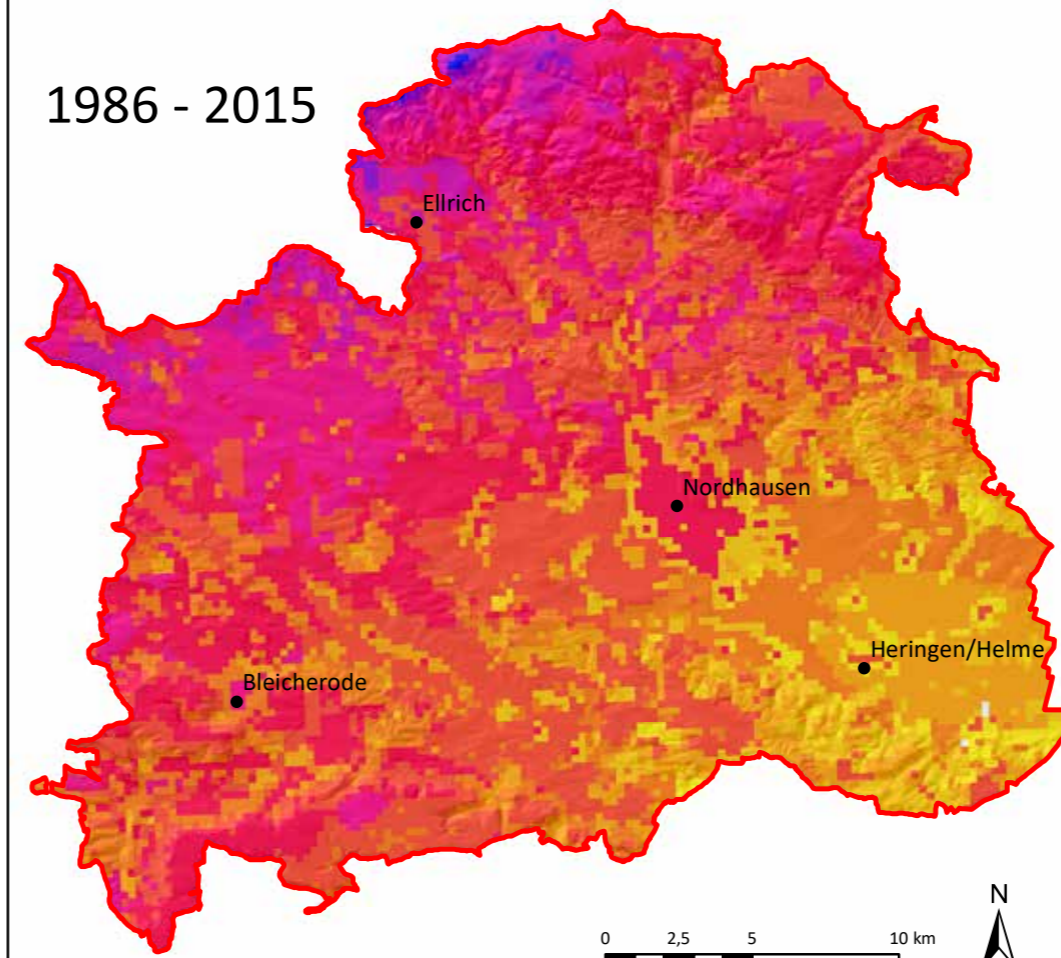 1986 - 2015
Ellrich
Nordhausen
Heringen/Helme
Bleicherode
N
0 2,5 5 10 km